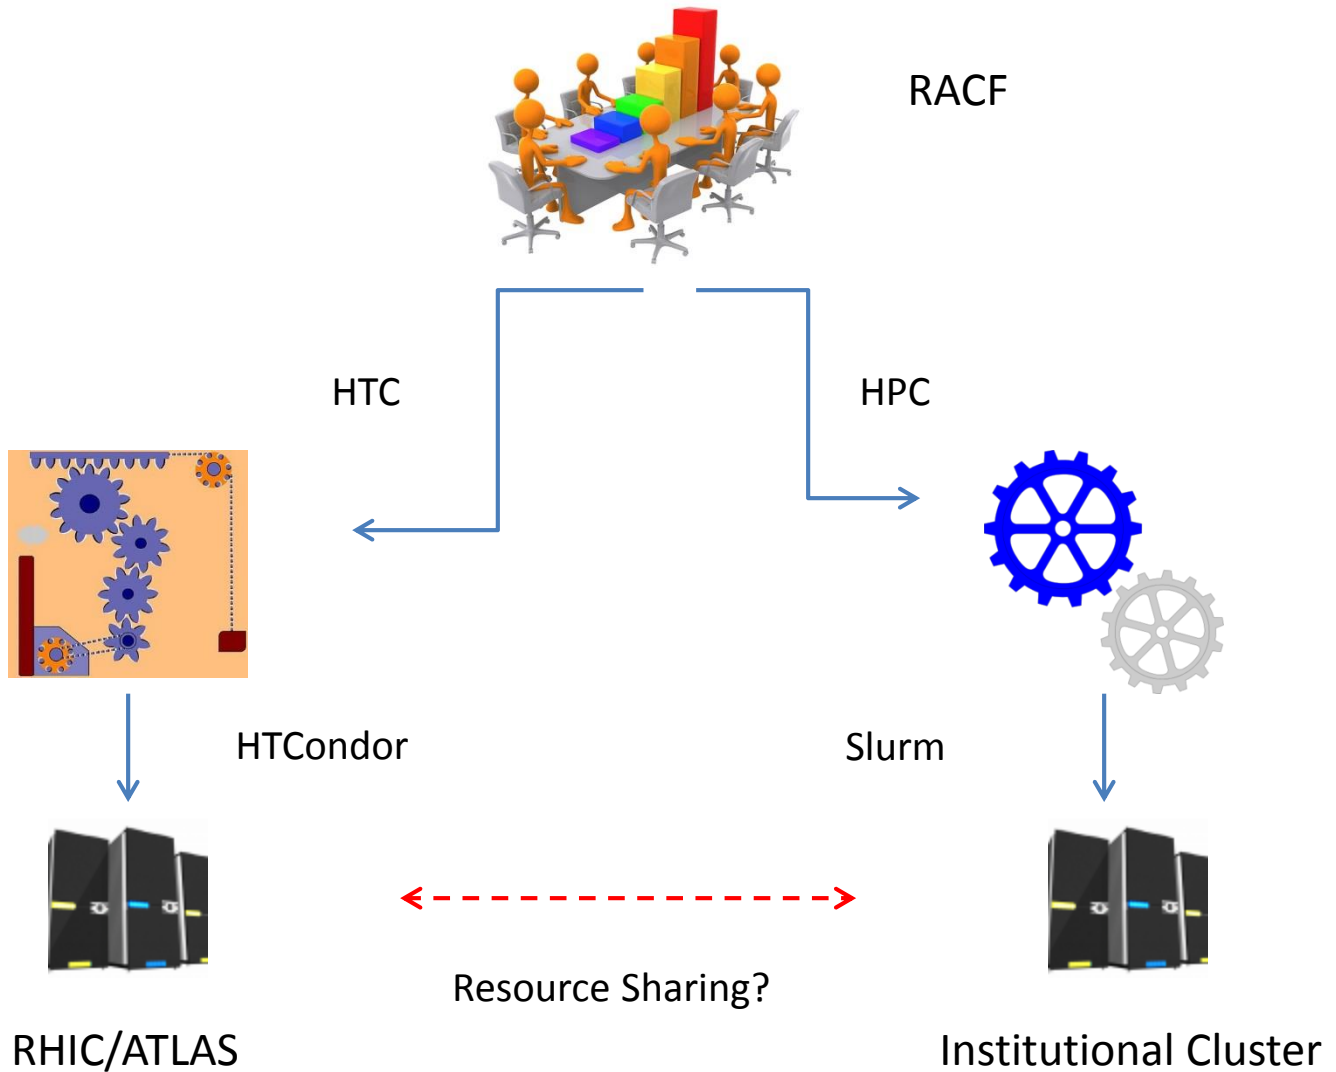 RACF
HTC
HPC
HTCondor
Slurm
Resource Sharing?
RHIC/ATLAS
Institutional Cluster